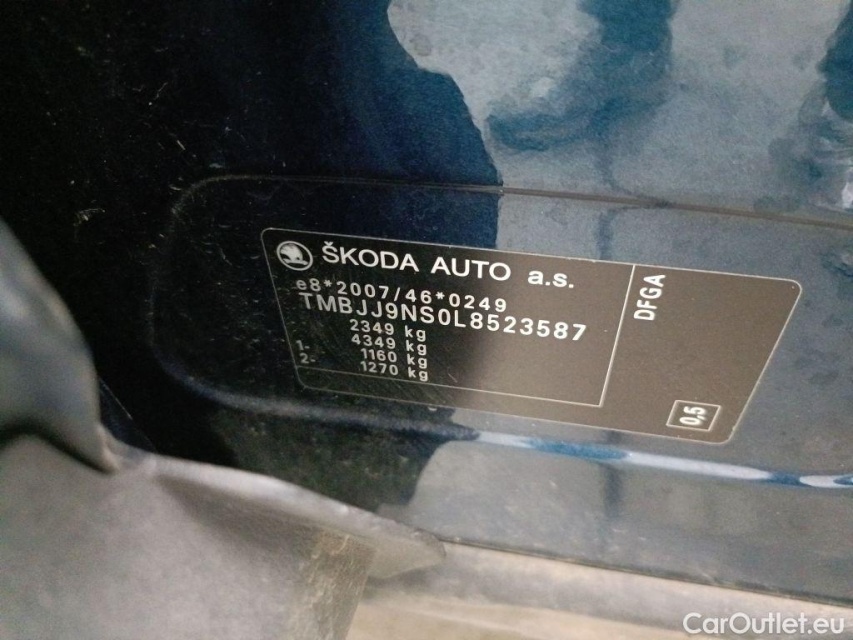 ŠKODA AUTO a.s.
e8*2007/46*0249
TMBJJ9NS0L8523587
2349 kg
4349 kg
1- 1160 kg
2- 1270 kg
DFGA
0,5
CarOutlet.eu